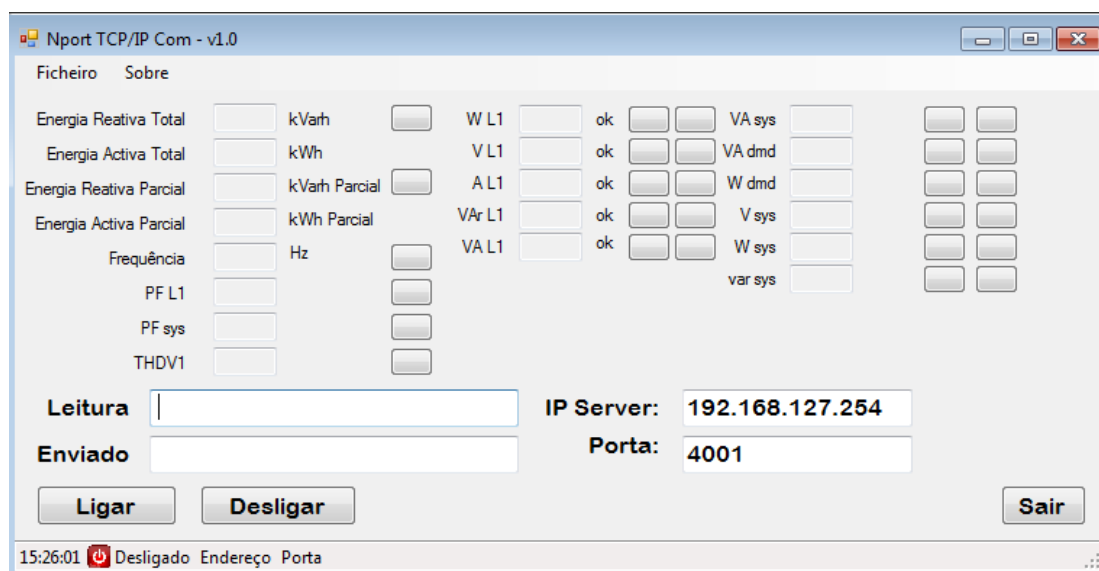 Nport TCP/IP Com - v1.0
Ficheiro Sobre
Energia Reativa Total kVarh W L1 ok VA sys
Energia Activa Total kWh V L1 ok VA dmd
Energia Reativa Parcial kVarh Parcial A L1 ok W dmd
Energia Activa Parcial kWh Parcial VAr L1 ok V sys
Frequência Hz VA L1 ok W sys
PF L1 var sys
PF sys
THDV1
Leitura IP Server: 192.168.127.254
Enviado Porta: 4001
Ligar Desligar Sair
15:26:01 Desligado Endereço Porta